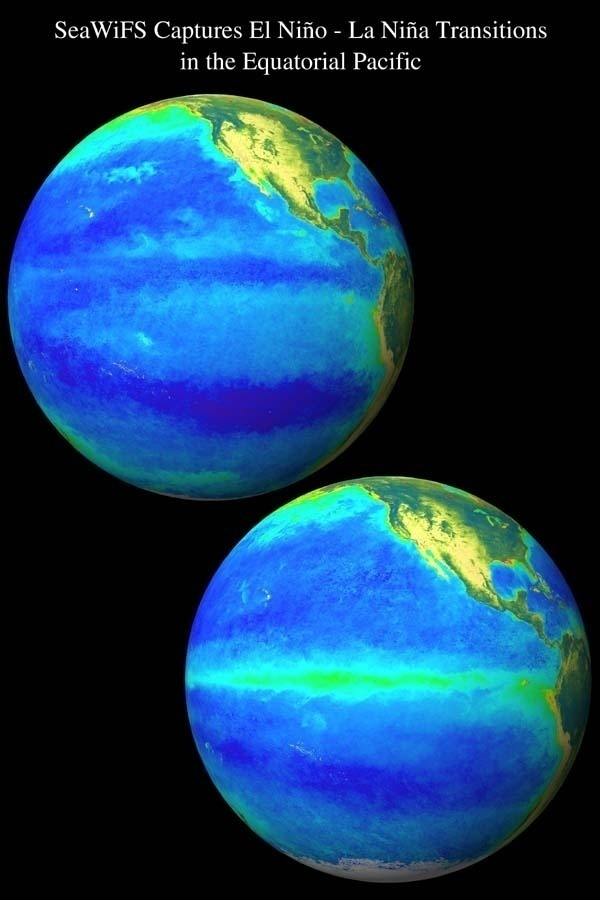 SeaWiFS Captures El Niño - La Niña Transitions
in the Equatorial Pacific